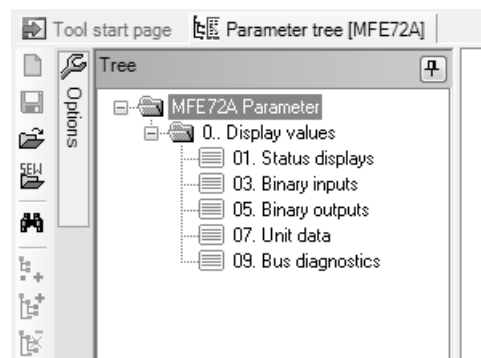 Tool start page
Parameter tree [MFE72A]
Options
Tree
MFE72A Parameter
0.. Display values
01. Status displays
03. Binary inputs
05. Binary outputs
07. Unit data
09. Bus diagnostics
SEW